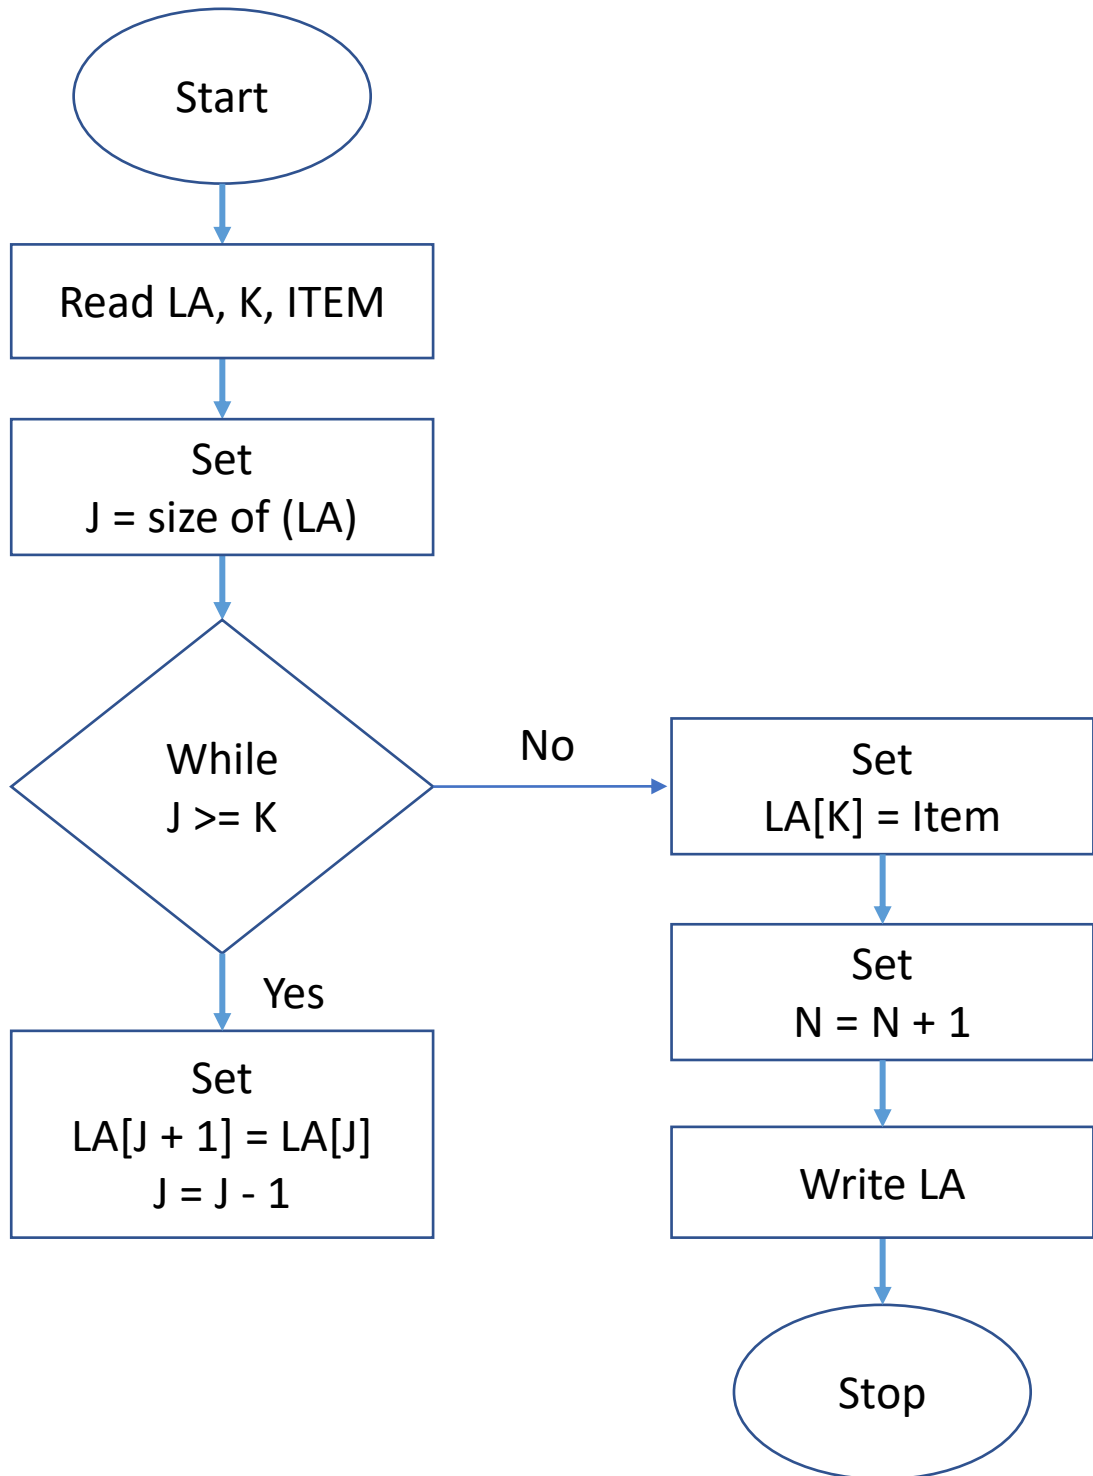 Start
Read LA, K, ITEM
Set
J = size of (LA)
While
J >= K
No
Yes
Set
LA[J + 1] = LA[J]
J = J - 1
Set
LA[K] = Item
Set
N = N + 1
Write LA
Stop